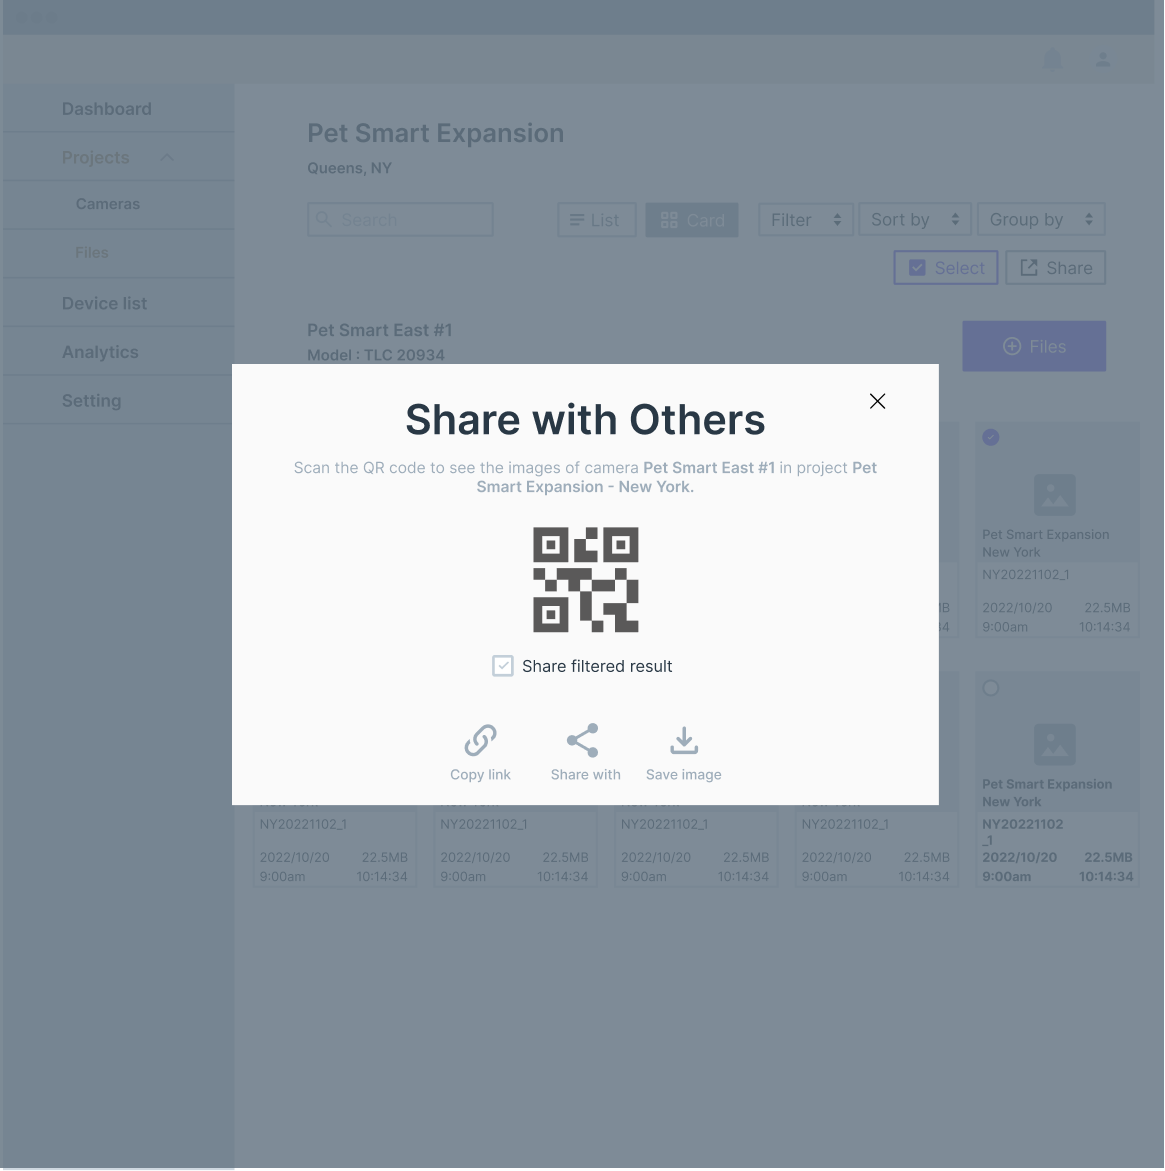 Dashboard
Projects
Cameras
Files
Device list
Analytics
Setting
Pet Smart Expansion
Queens, NY
Search
List
Card
Filter
Sort by
Group by
Select
Share
Pet Smart East #1
Model : TLC 20934
Files
Share with Others
Scan the QR code to see the images of camera Pet Smart East #1 in project Pet
Smart Expansion - New York.
Share filtered result
Copy link
Share with
Save image
Pet Smart Expansion
New York
NY20221102_1
2022/10/20 22.5MB
9:00am 10:14:34
Pet Smart Expansion
New York
NY20221102
_1
2022/10/20 22.5MB
9:00am 10:14:34
NY20221102_1
2022/10/20 22.5MB
9:00am 10:14:34
NY20221102_1
2022/10/20 22.5MB
9:00am 10:14:34
NY20221102_1
2022/10/20 22.5MB
9:00am 10:14:34
NY20221102_1
2022/10/20 22.5MB
9:00am 10:14:34